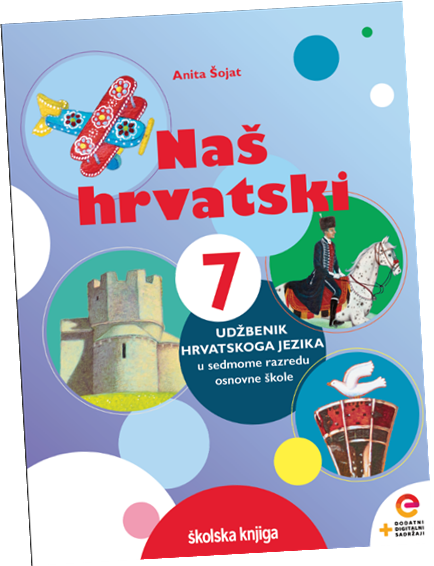 Anita Šojat
Naš
hrvatski
7
UDŽBENIK
HRVATSKOGA JEZIKA
u sedmome razredu
osnovne škole
školska knjiga
e
+ DODATNI
DIGITALNI
SADRŽAJI